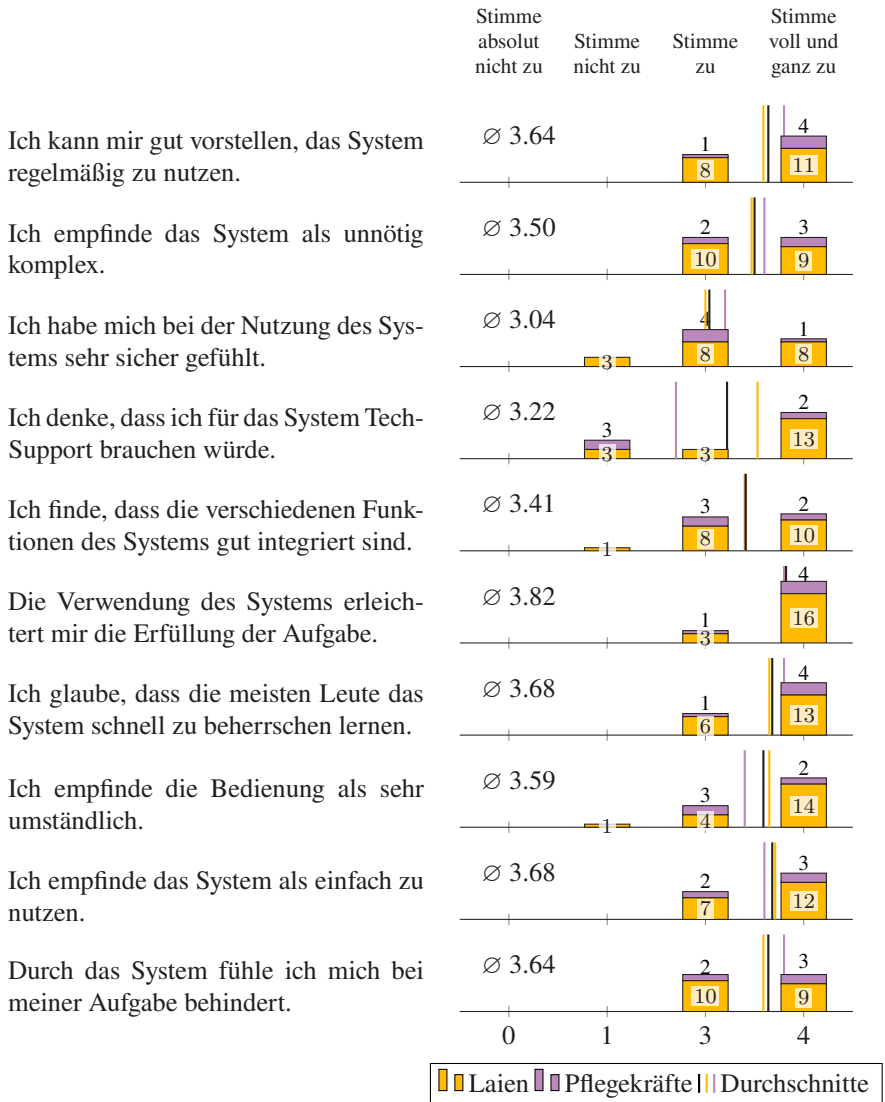 Stimme absolut nicht zu
Stimme nicht zu
Stimme zu
Stimme voll und ganz zu
Ich kann mir gut vorstellen, das System
regelmäßig zu nutzen.
∅ 3.64
1
8
4
11
Ich empfinde das System als unnötig
komplex.
∅ 3.50
2
10
3
9
Ich habe mich bei der Nutzung des Sys-
tems sehr sicher gefühlt.
∅ 3.04
3
4
8
1
8
Ich denke, dass ich für das System Tech-
Support brauchen würde.
∅ 3.22
3
3
3
2
13
Ich finde, dass die verschiedenen Funk-
tionen des Systems gut integriert sind.
∅ 3.41
1
3
8
2
10
Die Verwendung des Systems erleich-
tert mir die Erfüllung der Aufgabe.
∅ 3.82
1
3
4
16
Ich glaube, dass die meisten Leute das
System schnell zu beherrschen lernen.
∅ 3.68
1
6
4
13
Ich empfinde die Bedienung als sehr
umständlich.
∅ 3.59
1
3
4
2
14
Ich empfinde das System als einfach zu
nutzen.
∅ 3.68
2
7
3
12
Durch das System fühle ich mich bei
meiner Aufgabe behindert.
∅ 3.64
2
10
3
9
0 1 3 4
Laien Pflegekräfte Durchschnitte